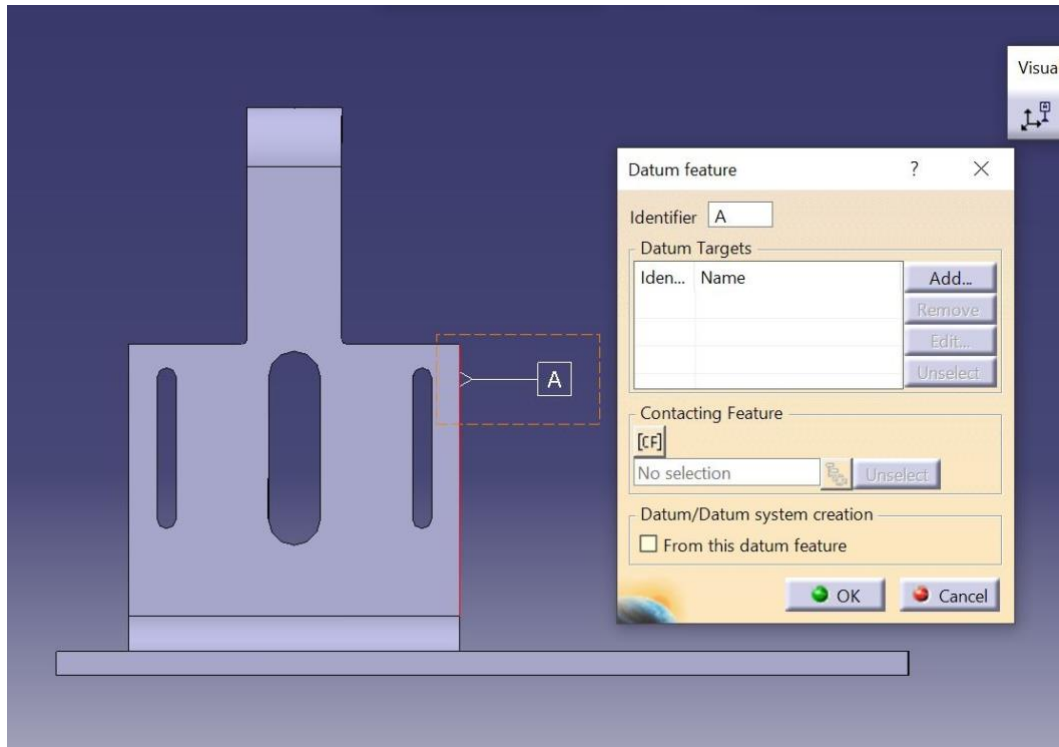 Visua
A
A
Datum feature ? ×
Identifier A
Datum Targets
Iden... Name
Add...
Remove
Edit...
Unselect
Contacting Feature
[CF]
No selection Unselect
Datum/Datum system creation
From this datum feature
OK Cancel